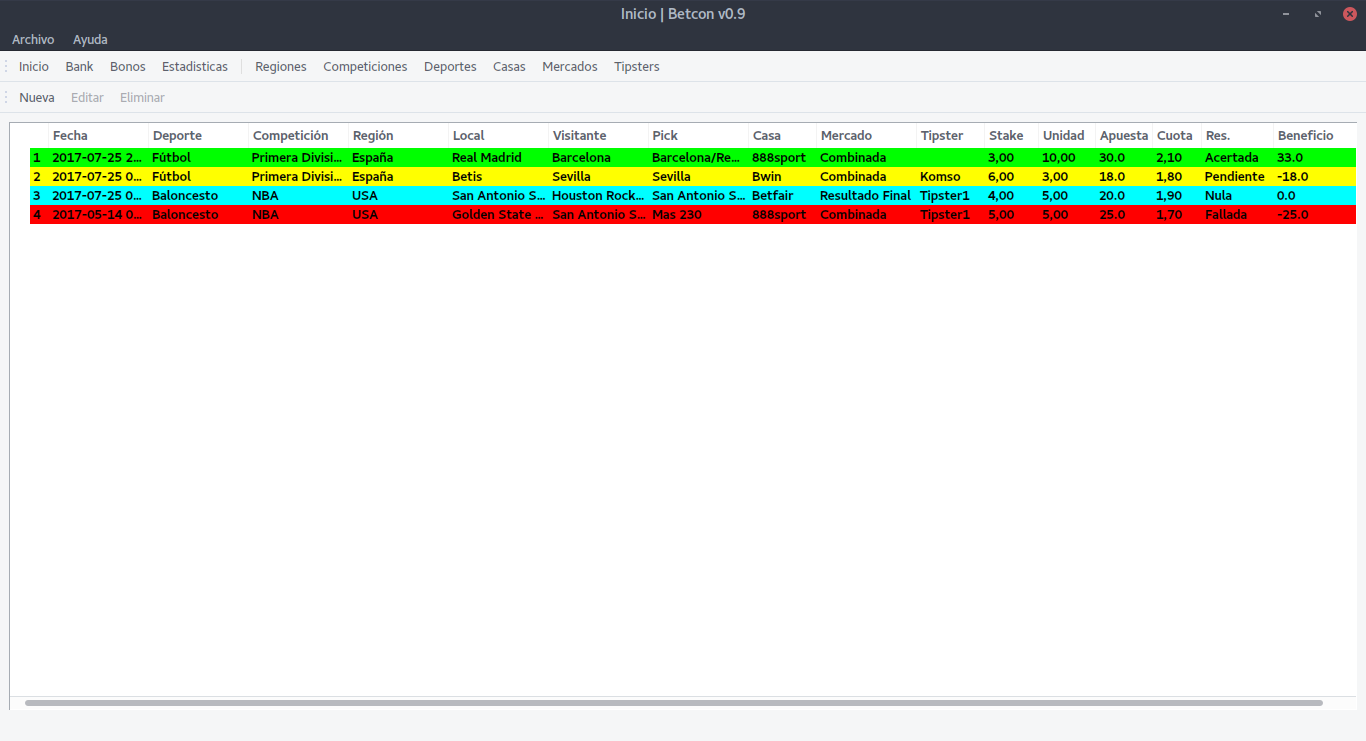 Inicio | Betcon v0.9
Archivo Ayuda
Inicio Bank Bonos Estadisticas Regiones Competiciones Deportes Casas Mercados Tipsters
Nueva Editar Eliminar
Fecha Deporte Competición Región Local Visitante Pick Casa Mercado Tipster Stake Unidad Apuesta Cuota Res. Beneficio
1 2017-07-25 2... Fútbol Primera Divisi... España Real Madrid Barcelona Barcelona/Re... 888sport Combinada 3,00 10,00 30.0 2,10 Acertada 33.0
2 2017-07-25 0... Fútbol Primera Divisi... España Betis Sevilla Sevilla Bwin Combinada Komso 6,00 3,00 18.0 1,80 Pendiente -18.0
3 2017-07-25 0... Baloncesto NBA USA San Antonio S... Houston Rock... San Antonio S... Betfair Resultado Final Tipster1 4,00 5,00 20.0 1,90 Nula 0.0
4 2017-05-14 0... Baloncesto NBA USA Golden State ... San Antonio S... Mas 230 888sport Combinada Tipster1 5,00 5,00 25.0 1,70 Fallada -25.0